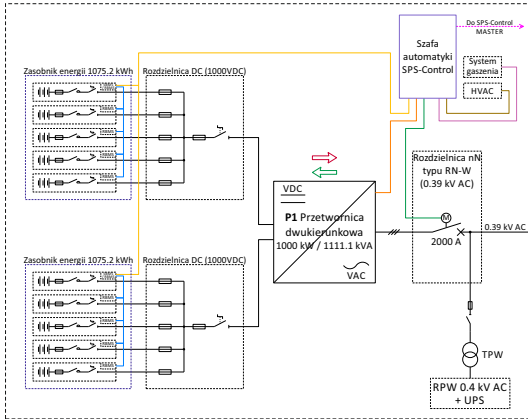 Do SPS-Control
MASTER
Szafa
automatyki
SPS-Control
System
gaszenia
HVAC
Zasobnik energii 1075.2 kWh
Rozdzielnica DC (1000VDC)
Rozdzielnica nN
typu RN-W
(0.39 kV AC)
VDC
P1 Przetwornica
dwukierunkowa
1000 kW / 1111.1 kVA
VAC
M
2000 A
0.39 kV AC
Zasobnik energii 1075.2 kWh
Rozdzielnica DC (1000VDC)
TPW
RPW 0.4 kV AC
+ UPS